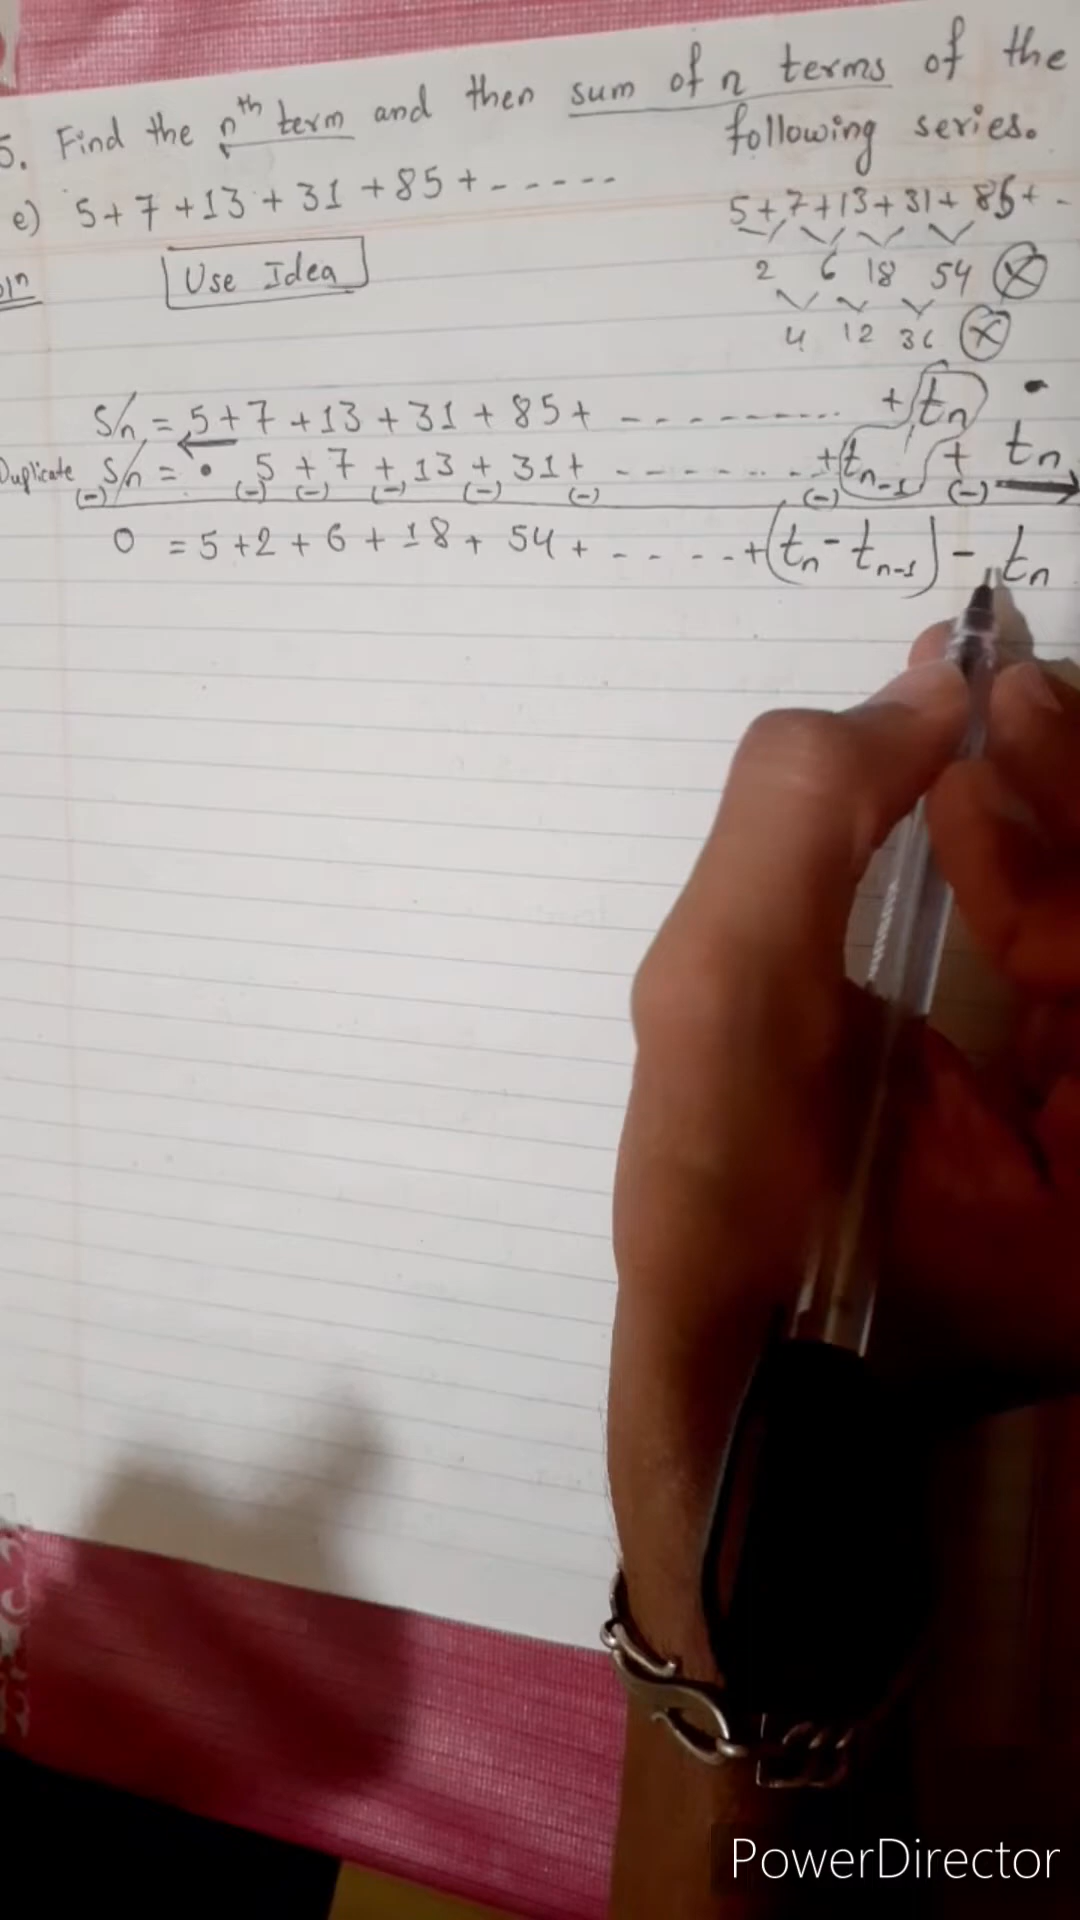 5. Find the nth term and then sum of n terms of the
following series.
e) 5+7+13+31+85+------
5+7+13+31+85+-
Use Idea
2 6 18 54 ×
4 12 36 ×
Sn = 5+7+13+31+85+ --------- +tn
Duplicate Sn = • 5+7+13+31+ ------- +tn-1 + tn
(-) (-) (-) (-) (-) (-) (-) (-)
0 = 5+2+6+18+54+ - - - - +(tn - tn-1) - tn
PowerDirector